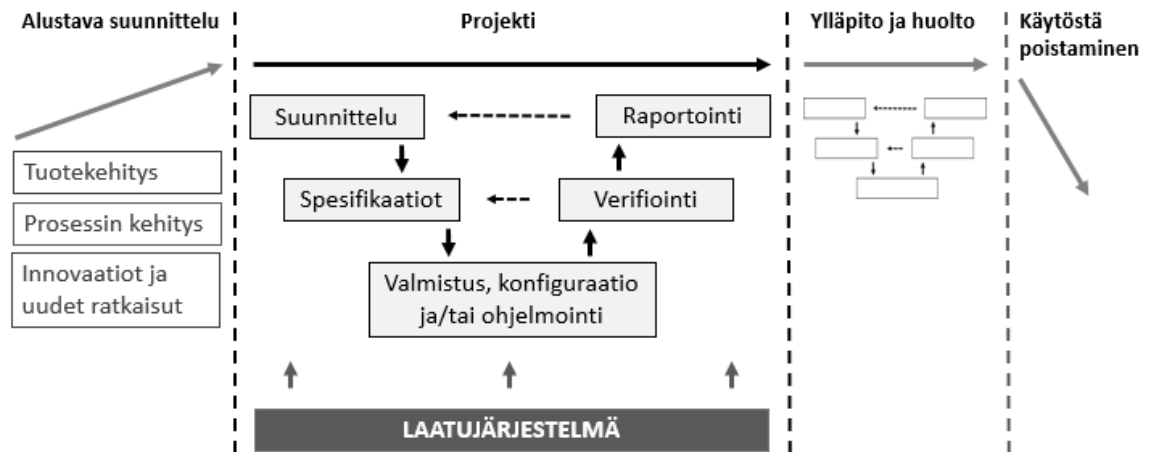 Alustava suunnittelu
Projekti
Ylläpito ja huolto
Käytöstä
poistaminen
Suunnittelu
Raportointi
Tuotekehitys
Spesifikaatiot
Verifiointi
Prosessin kehitys
Innovaatiot ja
uudet ratkaisut
Valmistus, konfiguraatio
ja/tai ohjelmointi
LAATUJÄRJESTELMÄ